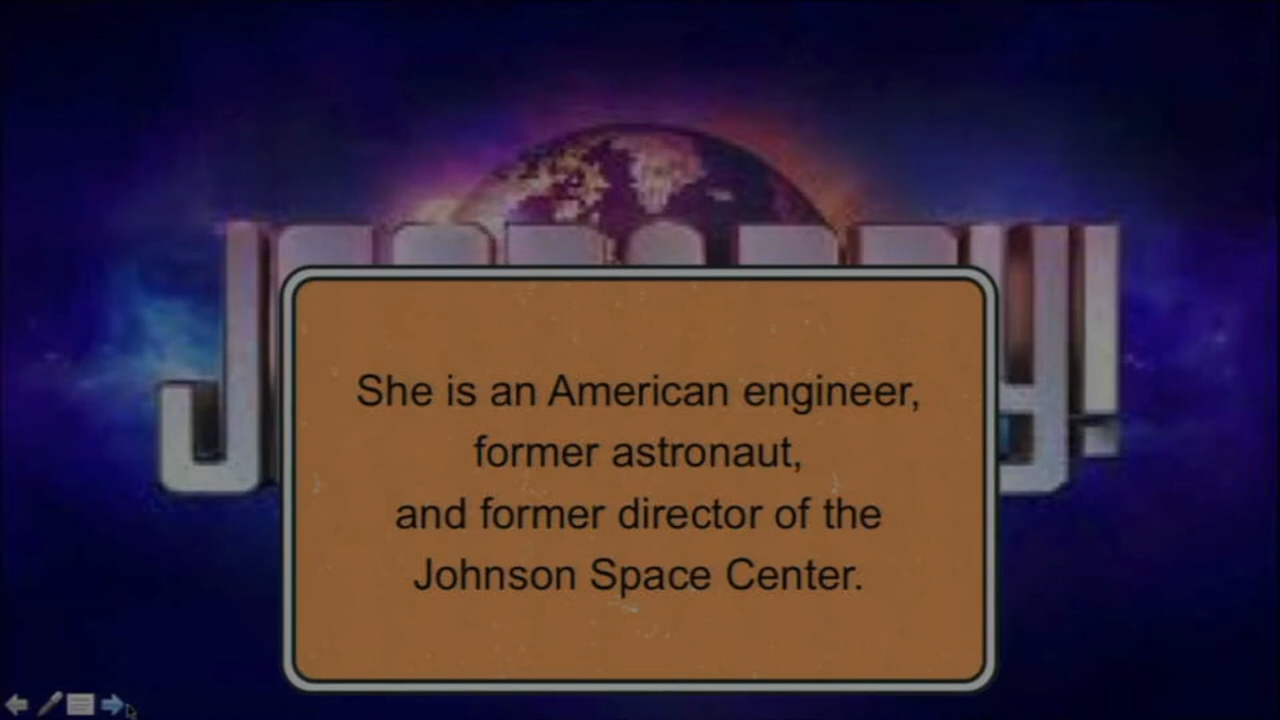 She is an American engineer,
former astronaut,
and former director of the
Johnson Space Center.